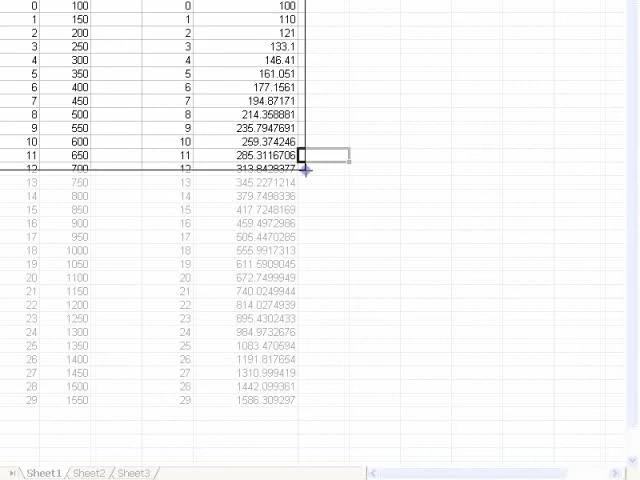 0 100 0 100
1 150 1 110
2 200 2 121
3 250 3 133.1
4 300 4 146.41
5 350 5 161.051
6 400 6 177.1561
7 450 7 194.87171
8 500 8 214.358881
9 550 9 235.7947691
10 600 10 259.374246
11 650 11 285.3116706
12 700 12 313.8428377
13 750 13 345.2271214
14 800 14 379.7498336
15 850 15 417.7248169
16 900 16 459.4972986
17 950 17 505.4470285
18 1000 18 555.9917313
19 1050 19 611.5909045
20 1100 20 672.7499949
21 1150 21 740.0249944
22 1200 22 814.0274939
23 1250 23 895.4302433
24 1300 24 984.9732676
25 1350 25 1083.470594
26 1400 26 1191.817654
27 1450 27 1310.999419
28 1500 28 1442.099361
29 1550 29 1586.309297
Sheet1 Sheet2 Sheet3